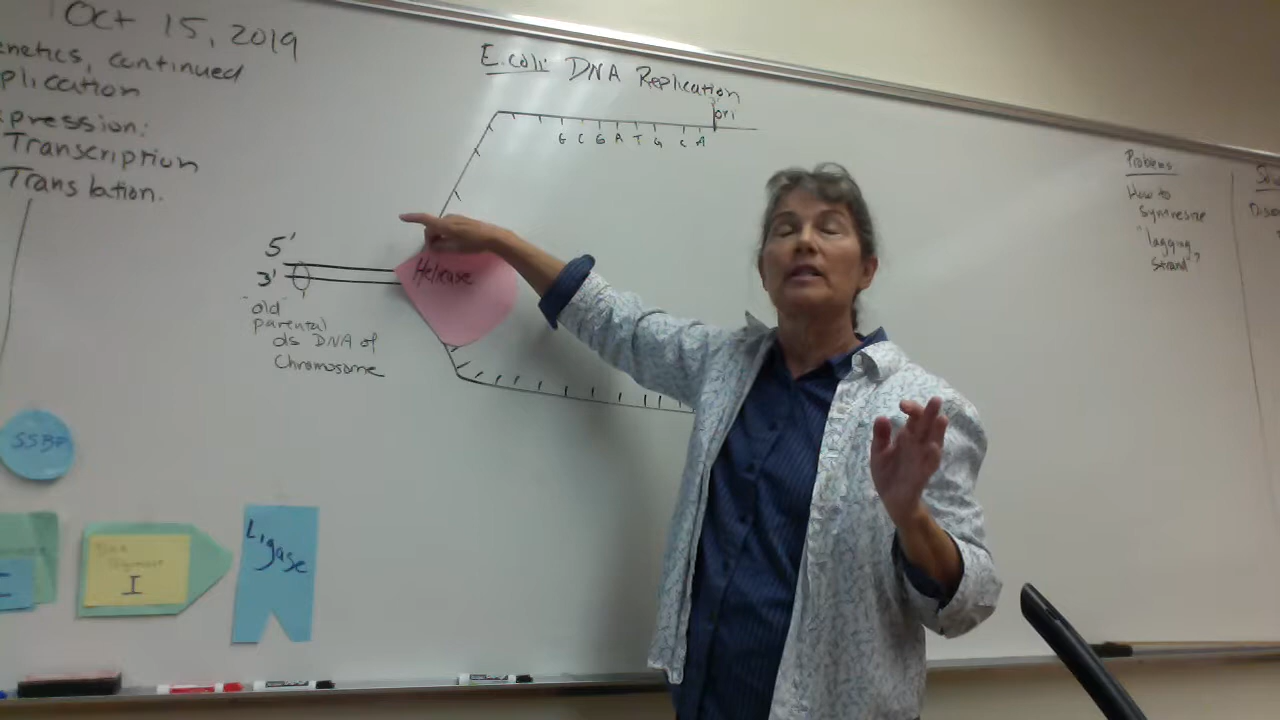 Oct 15, 2019
enetics, continued
plication
pression:
Transcription
Translation.
E.coli: DNA Replication
ori
G C G A T G C A
5'
3'
"old"
parental
ds DNA of
Chromosome
Helicase
Problems
How to
synthesize
"lagging
strand"?
SSBP
I
Ligase